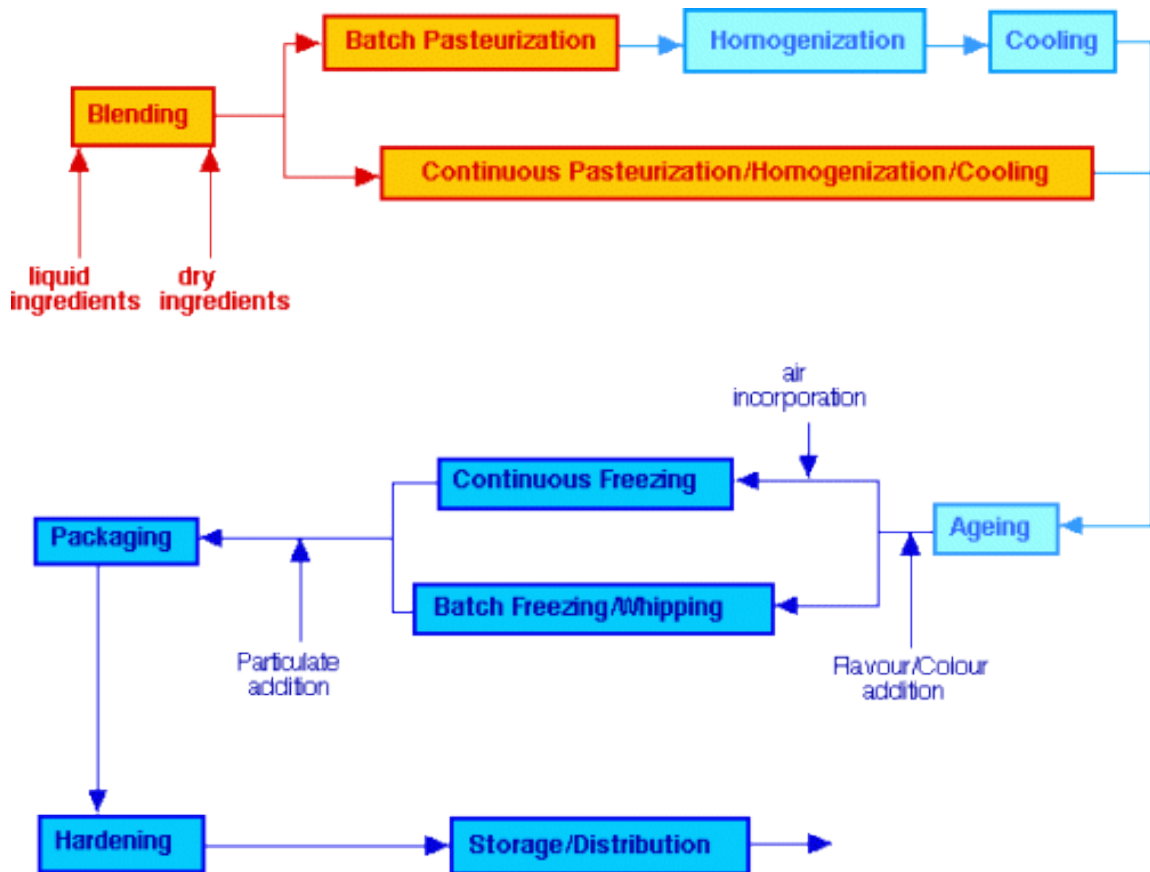 Batch Pasteurization
Homogenization
Cooling
Blending
Continuous Pasteurization/Homogenization/Cooling
liquid
ingredients
dry
ingredients
air
incorporation
Continuous Freezing
Packaging
Ageing
Batch Freezing/Whipping
Particulate
addition
Flavour/Colour
addition
Hardening
Storage/Distribution